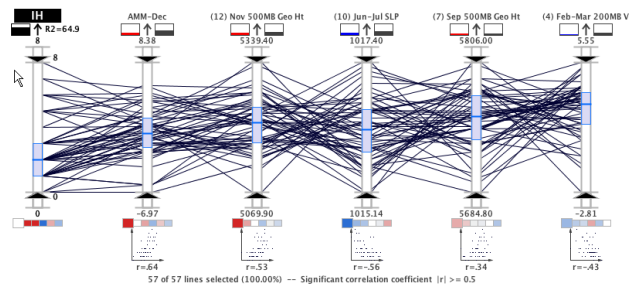 IH AMM-Dec (12) Nov 500MB Geo Ht (10) Jun-Jul SLP (7) Sep 500MB Geo Ht (4) Feb-Mar 200MB V
R2=64.9
8 8.38 5339.40 1017.40 5806.00 5.55
8
0
0 -6.97 5069.90 1015.14 5684.80 -2.81
r=.64 r=.53 r=-.56 r=.34 r=-.43
57 of 57 lines selected (100.00%) -- Significant correlation coefficient |r| >= 0.5